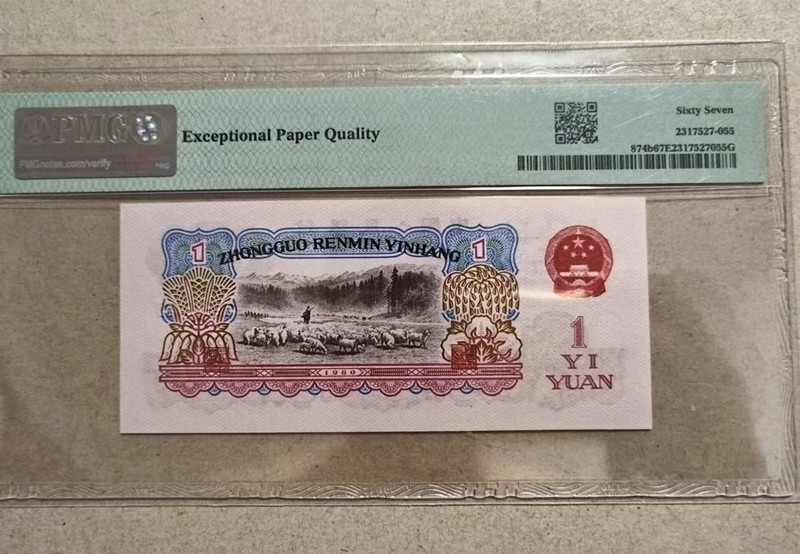 PMG
PMGnotes.com/verify
Exceptional Paper Quality
Sixty Seven
2317527-055
874b67E2317527055G
1
ZHONGGUO RENMIN YINHANG
1
1960
1
YI
YUAN